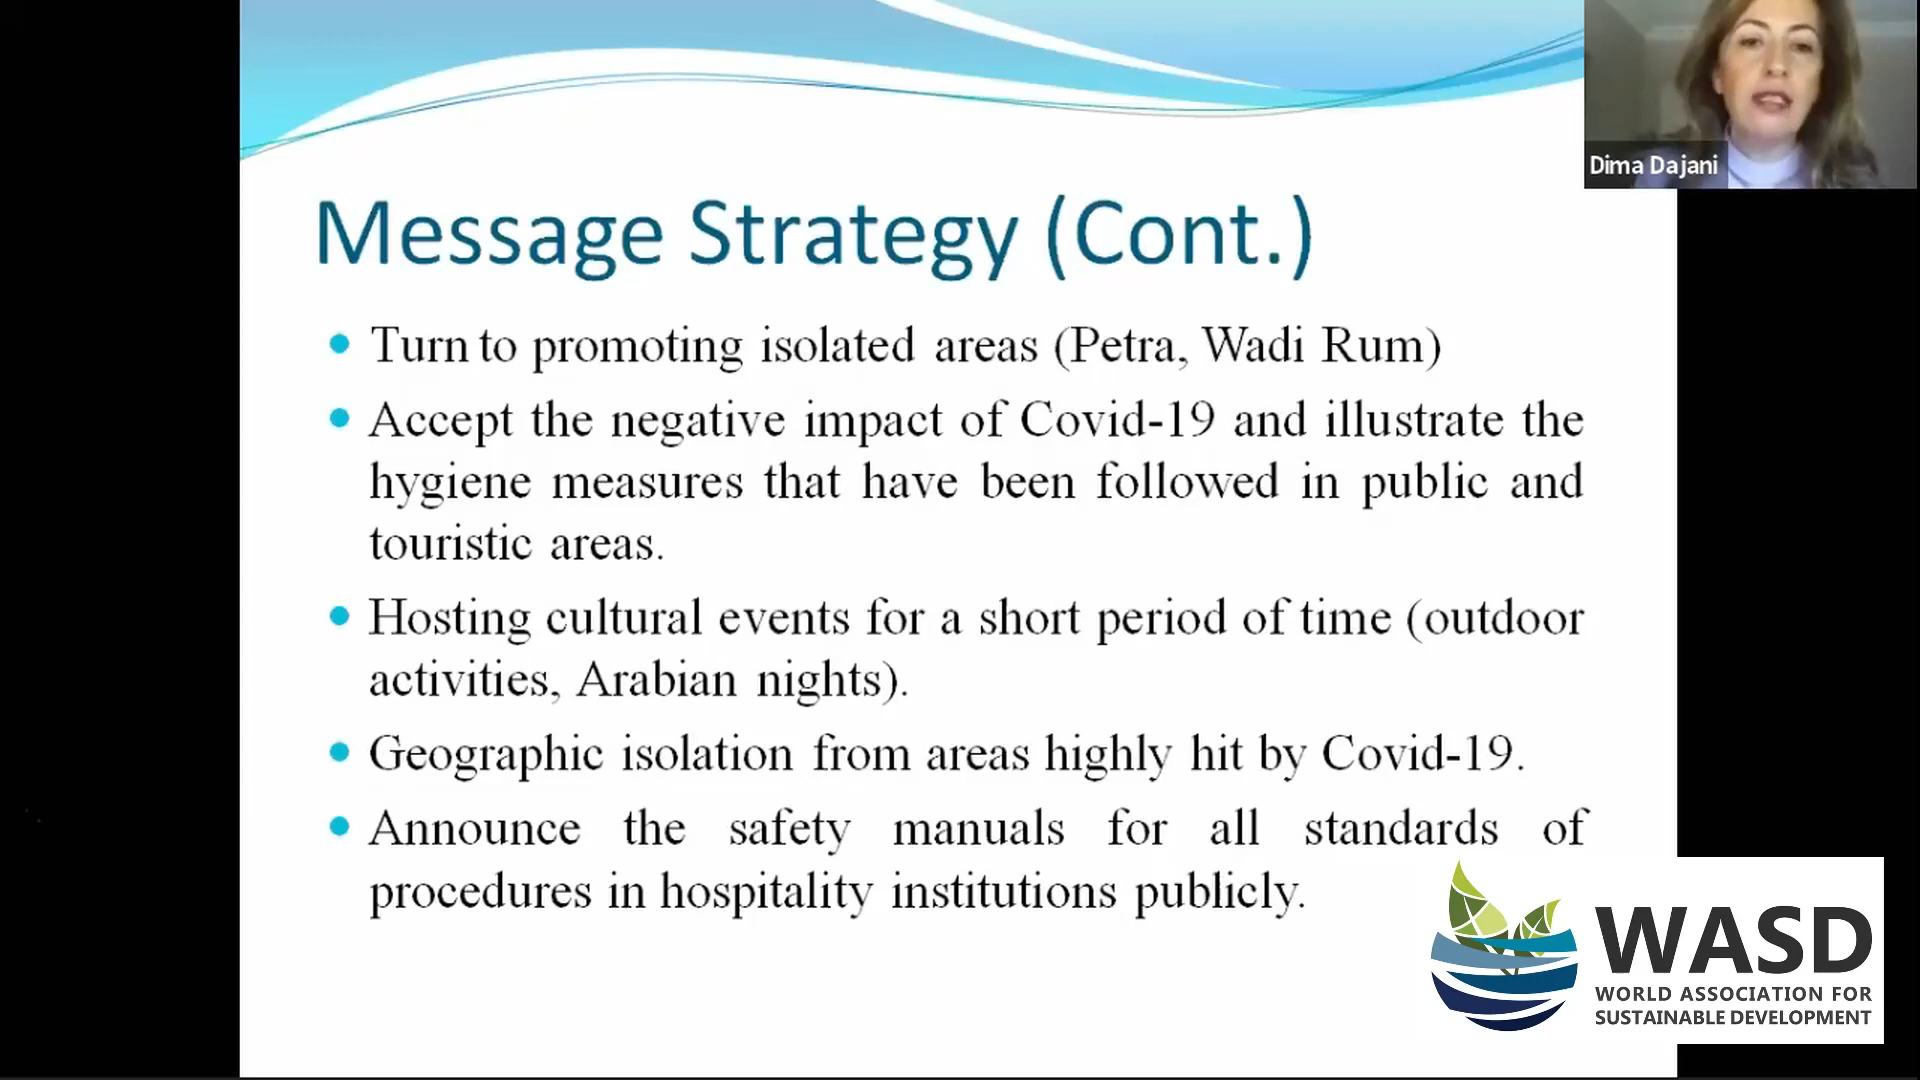 Dima Dajani
Message Strategy (Cont.)
Turn to promoting isolated areas (Petra, Wadi Rum)
Accept the negative impact of Covid-19 and illustrate the
hygiene measures that have been followed in public and
touristic areas.
Hosting cultural events for a short period of time (outdoor
activities, Arabian nights).
Geographic isolation from areas highly hit by Covid-19.
Announce the safety manuals for all standards of
procedures in hospitality institutions publicly.
WASD
WORLD ASSOCIATION FOR
SUSTAINABLE DEVELOPMENT